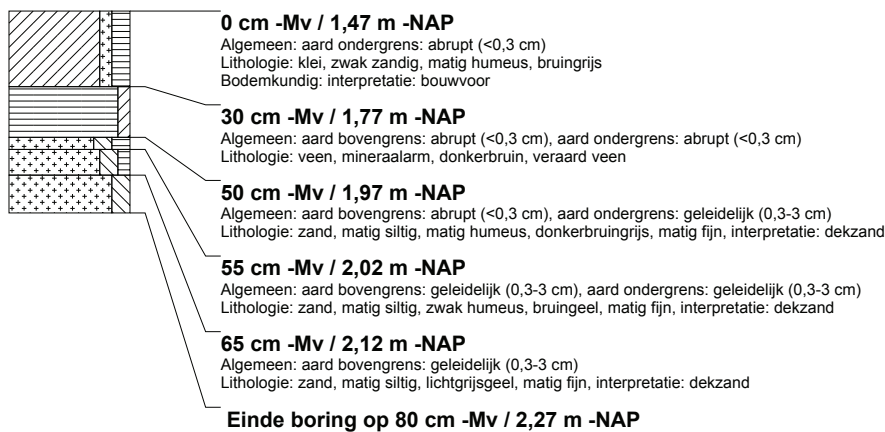 0 cm -Mv / 1,47 m -NAP
Algemeen: aard ondergrens: abrupt (<0,3 cm)
Lithologie: klei, zwak zandig, matig humeus, bruingrijs
Bodemkundig: interpretatie: bouwvoor
30 cm -Mv / 1,77 m -NAP
Algemeen: aard bovengrens: abrupt (<0,3 cm), aard ondergrens: abrupt (<0,3 cm)
Lithologie: veen, mineraalarm, donkerbruin, veraard veen
50 cm -Mv / 1,97 m -NAP
Algemeen: aard bovengrens: abrupt (<0,3 cm), aard ondergrens: geleidelijk (0,3-3 cm)
Lithologie: zand, matig siltig, matig humeus, donkerbruingrijs, matig fijn, interpretatie: dekzand
55 cm -Mv / 2,02 m -NAP
Algemeen: aard bovengrens: geleidelijk (0,3-3 cm), aard ondergrens: geleidelijk (0,3-3 cm)
Lithologie: zand, matig siltig, zwak humeus, bruingeel, matig fijn, interpretatie: dekzand
65 cm -Mv / 2,12 m -NAP
Algemeen: aard bovengrens: geleidelijk (0,3-3 cm)
Lithologie: zand, matig siltig, lichtgrijsgeel, matig fijn, interpretatie: dekzand
Einde boring op 80 cm -Mv / 2,27 m -NAP